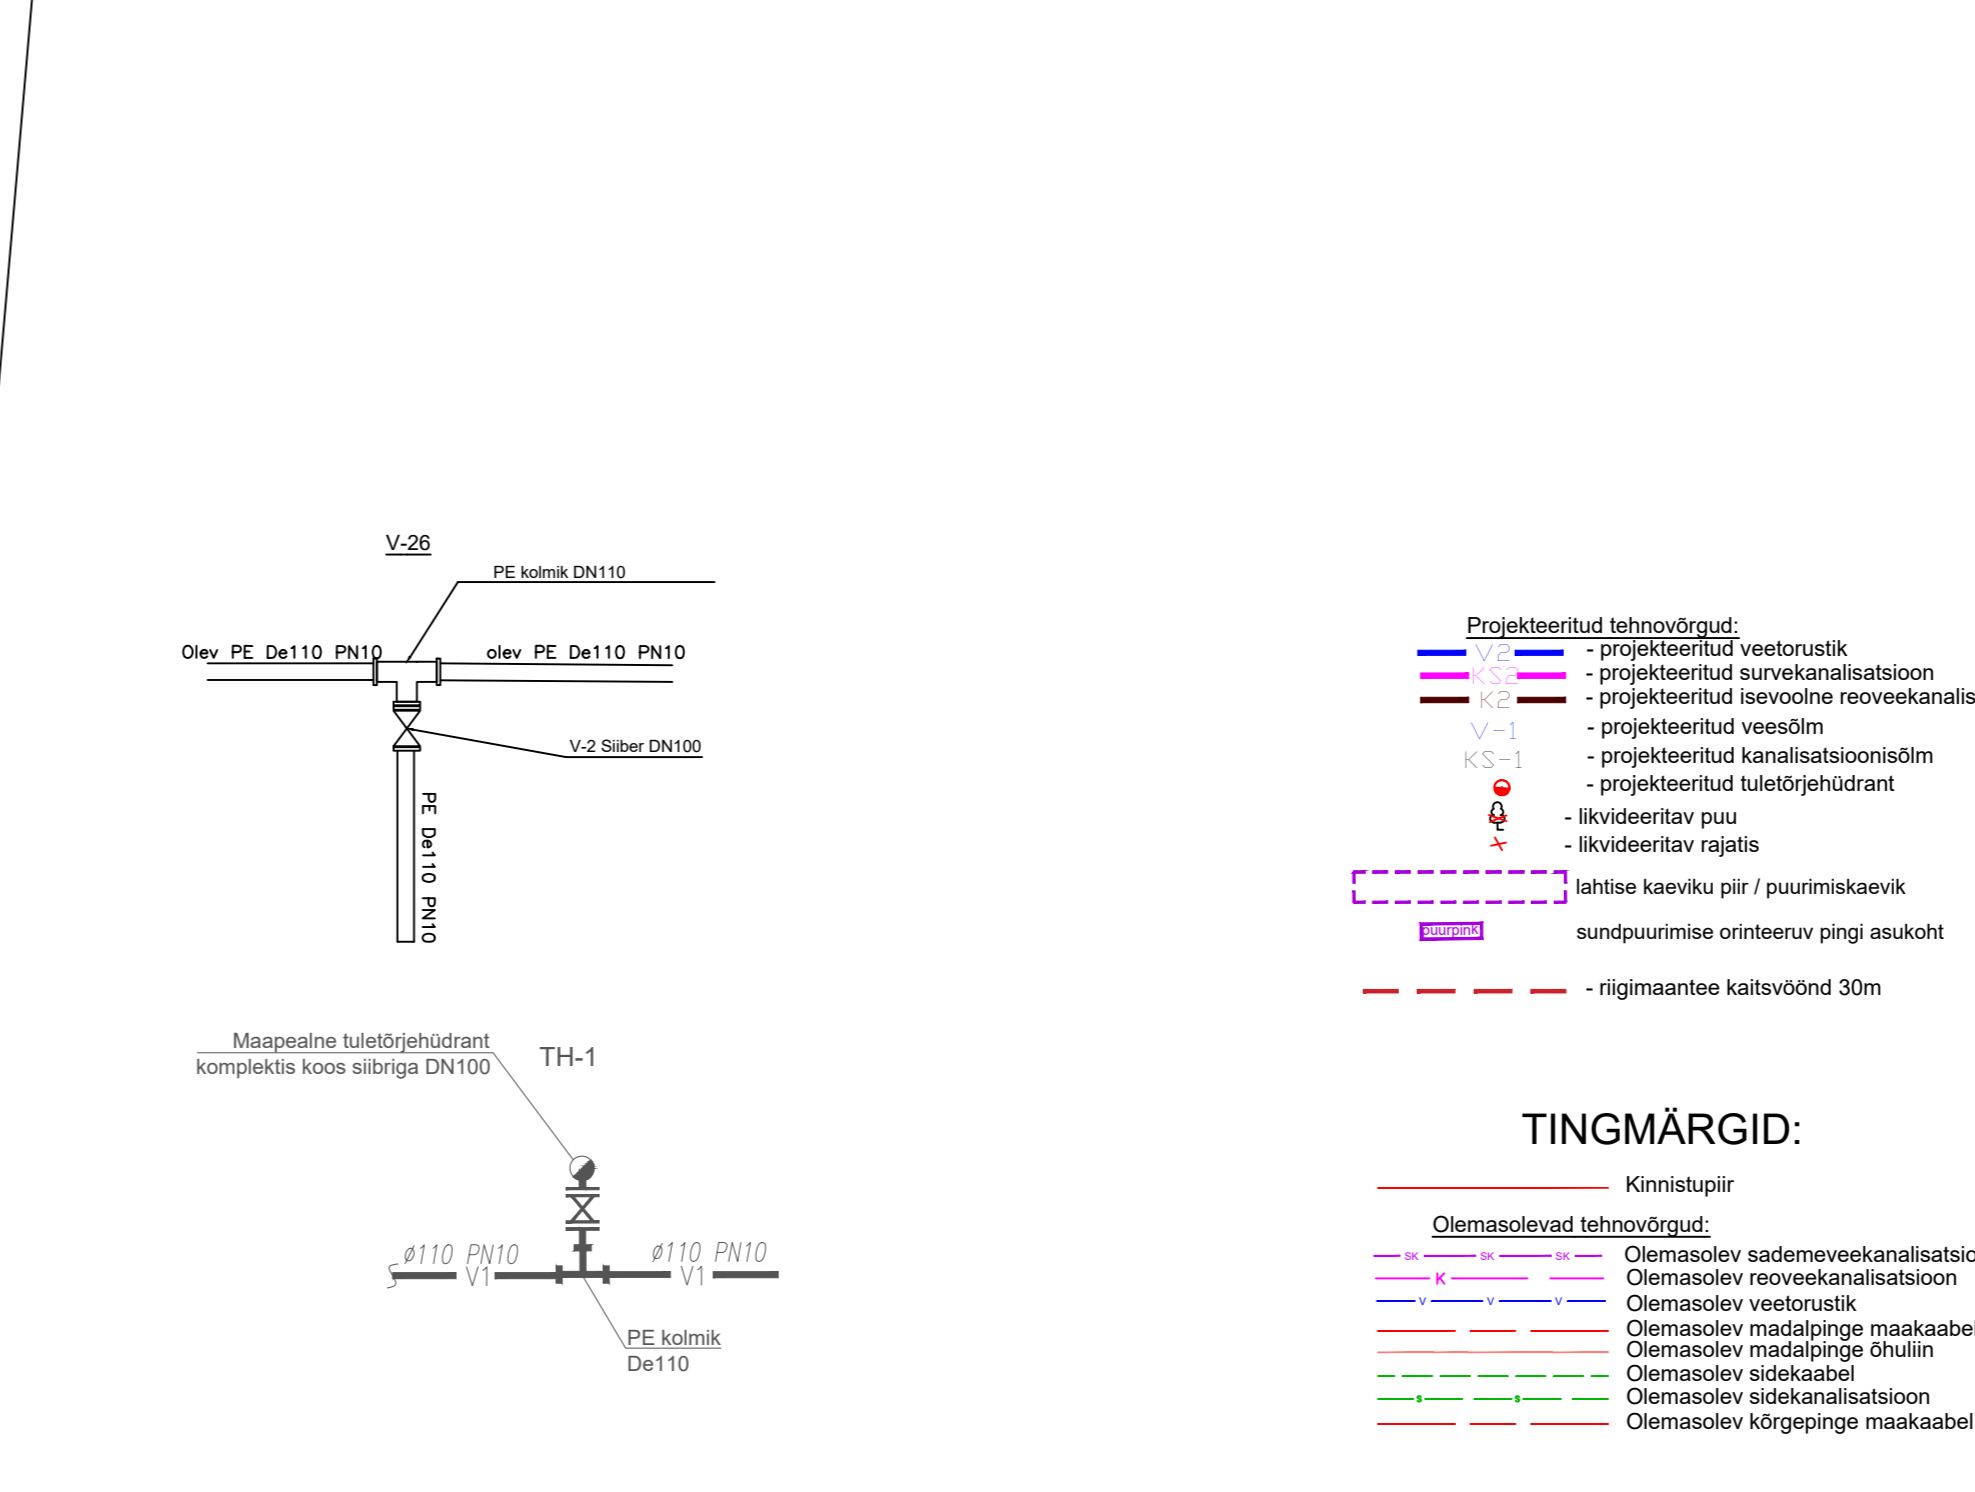 V-26
PE kolmik DN110
Olev PE De110 PN10
olev PE De110 PN10
V-2 Siiber DN100
PE De110 PN10
Maapealne tuletõrjehüdrant
komplektis koos siibriga DN100
TH-1
ø110 PN10
V1
ø110 PN10
V1
PE kolmik
De110
Projekteeritud tehnovõrgud:
V2 - projekteeritud veetorustik
KS2 - projekteeritud survekanalisatsioon
K2 - projekteeritud isevoolne reoveekanalis
V-1 - projekteeritud veesõlm
KS-1 - projekteeritud kanalisatsioonisõlm
- projekteeritud tuletõrjehüdrant
- likvideeritav puu
- likvideeritav rajatis
lahtise kaeviku piir / puurimiskaevik
puurpink sundpuurimise orinteeruv pingi asukoht
- riigimaantee kaitsvöönd 30m
TINGMÄRGID:
Kinnistupiir
Olemasolevad tehnovõrgud:
SK SK SK Olemasolev sademeveekanalisatsio
K Olemasolev reoveekanalisatsioon
V V V Olemasolev veetorustik
Olemasolev madalpinge maakaabel
Olemasolev madalpinge õhuliin
Olemasolev sidekaabel
s s Olemasolev sidekanalisatsioon
Olemasolev kõrgepinge maakaabel